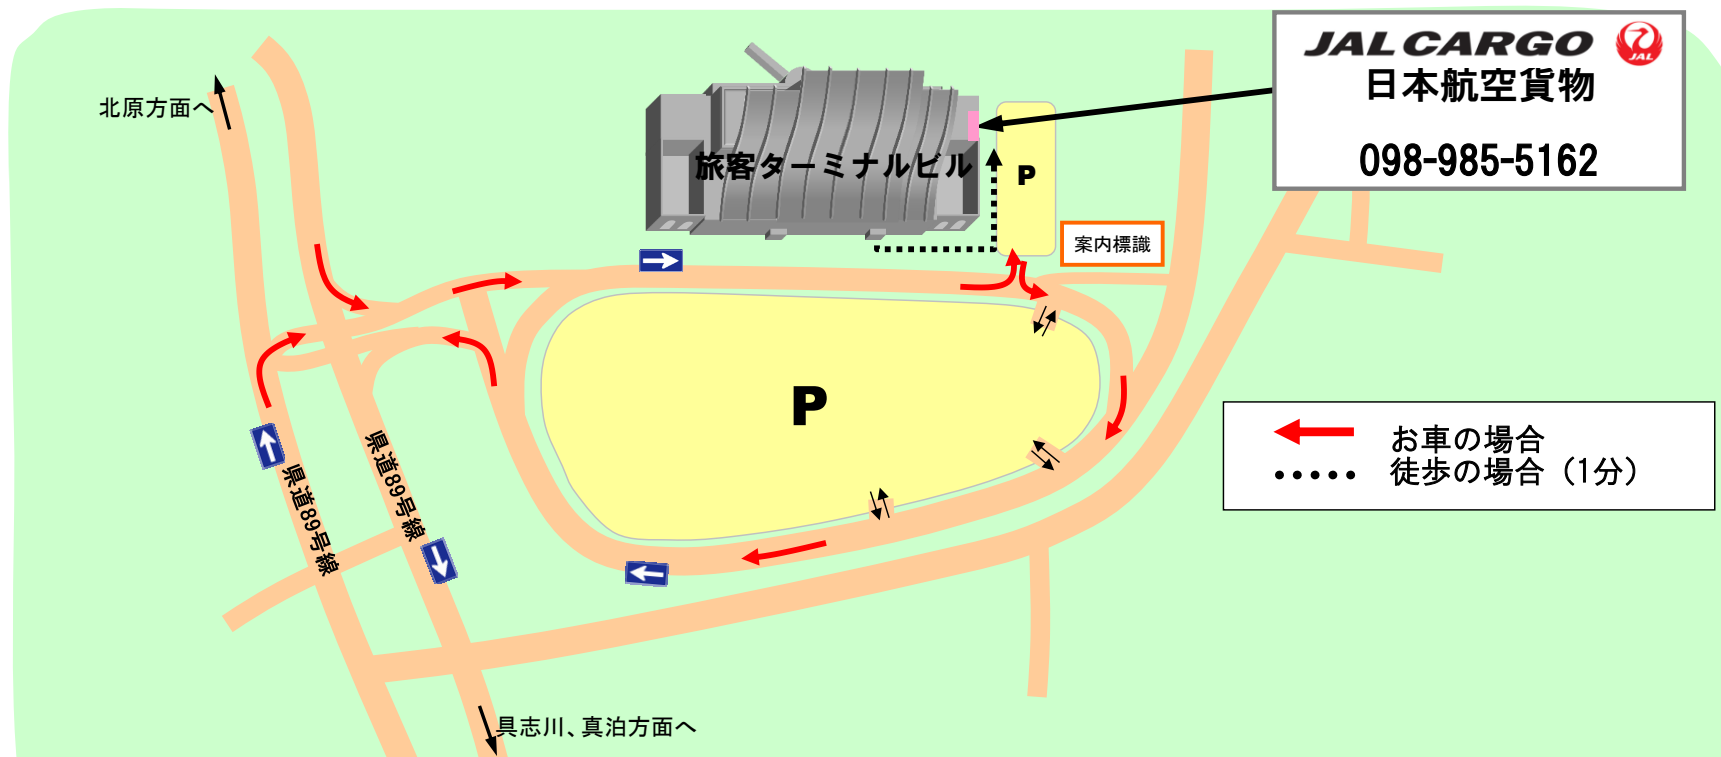 JAL CARGO
JAL
日本航空貨物
098-985-5162
北原方面へ
旅客ターミナルビル
P
案内標識
P
お車の場合
徒歩の場合（1分）
県道89号線
県道89号線
具志川、真泊方面へ